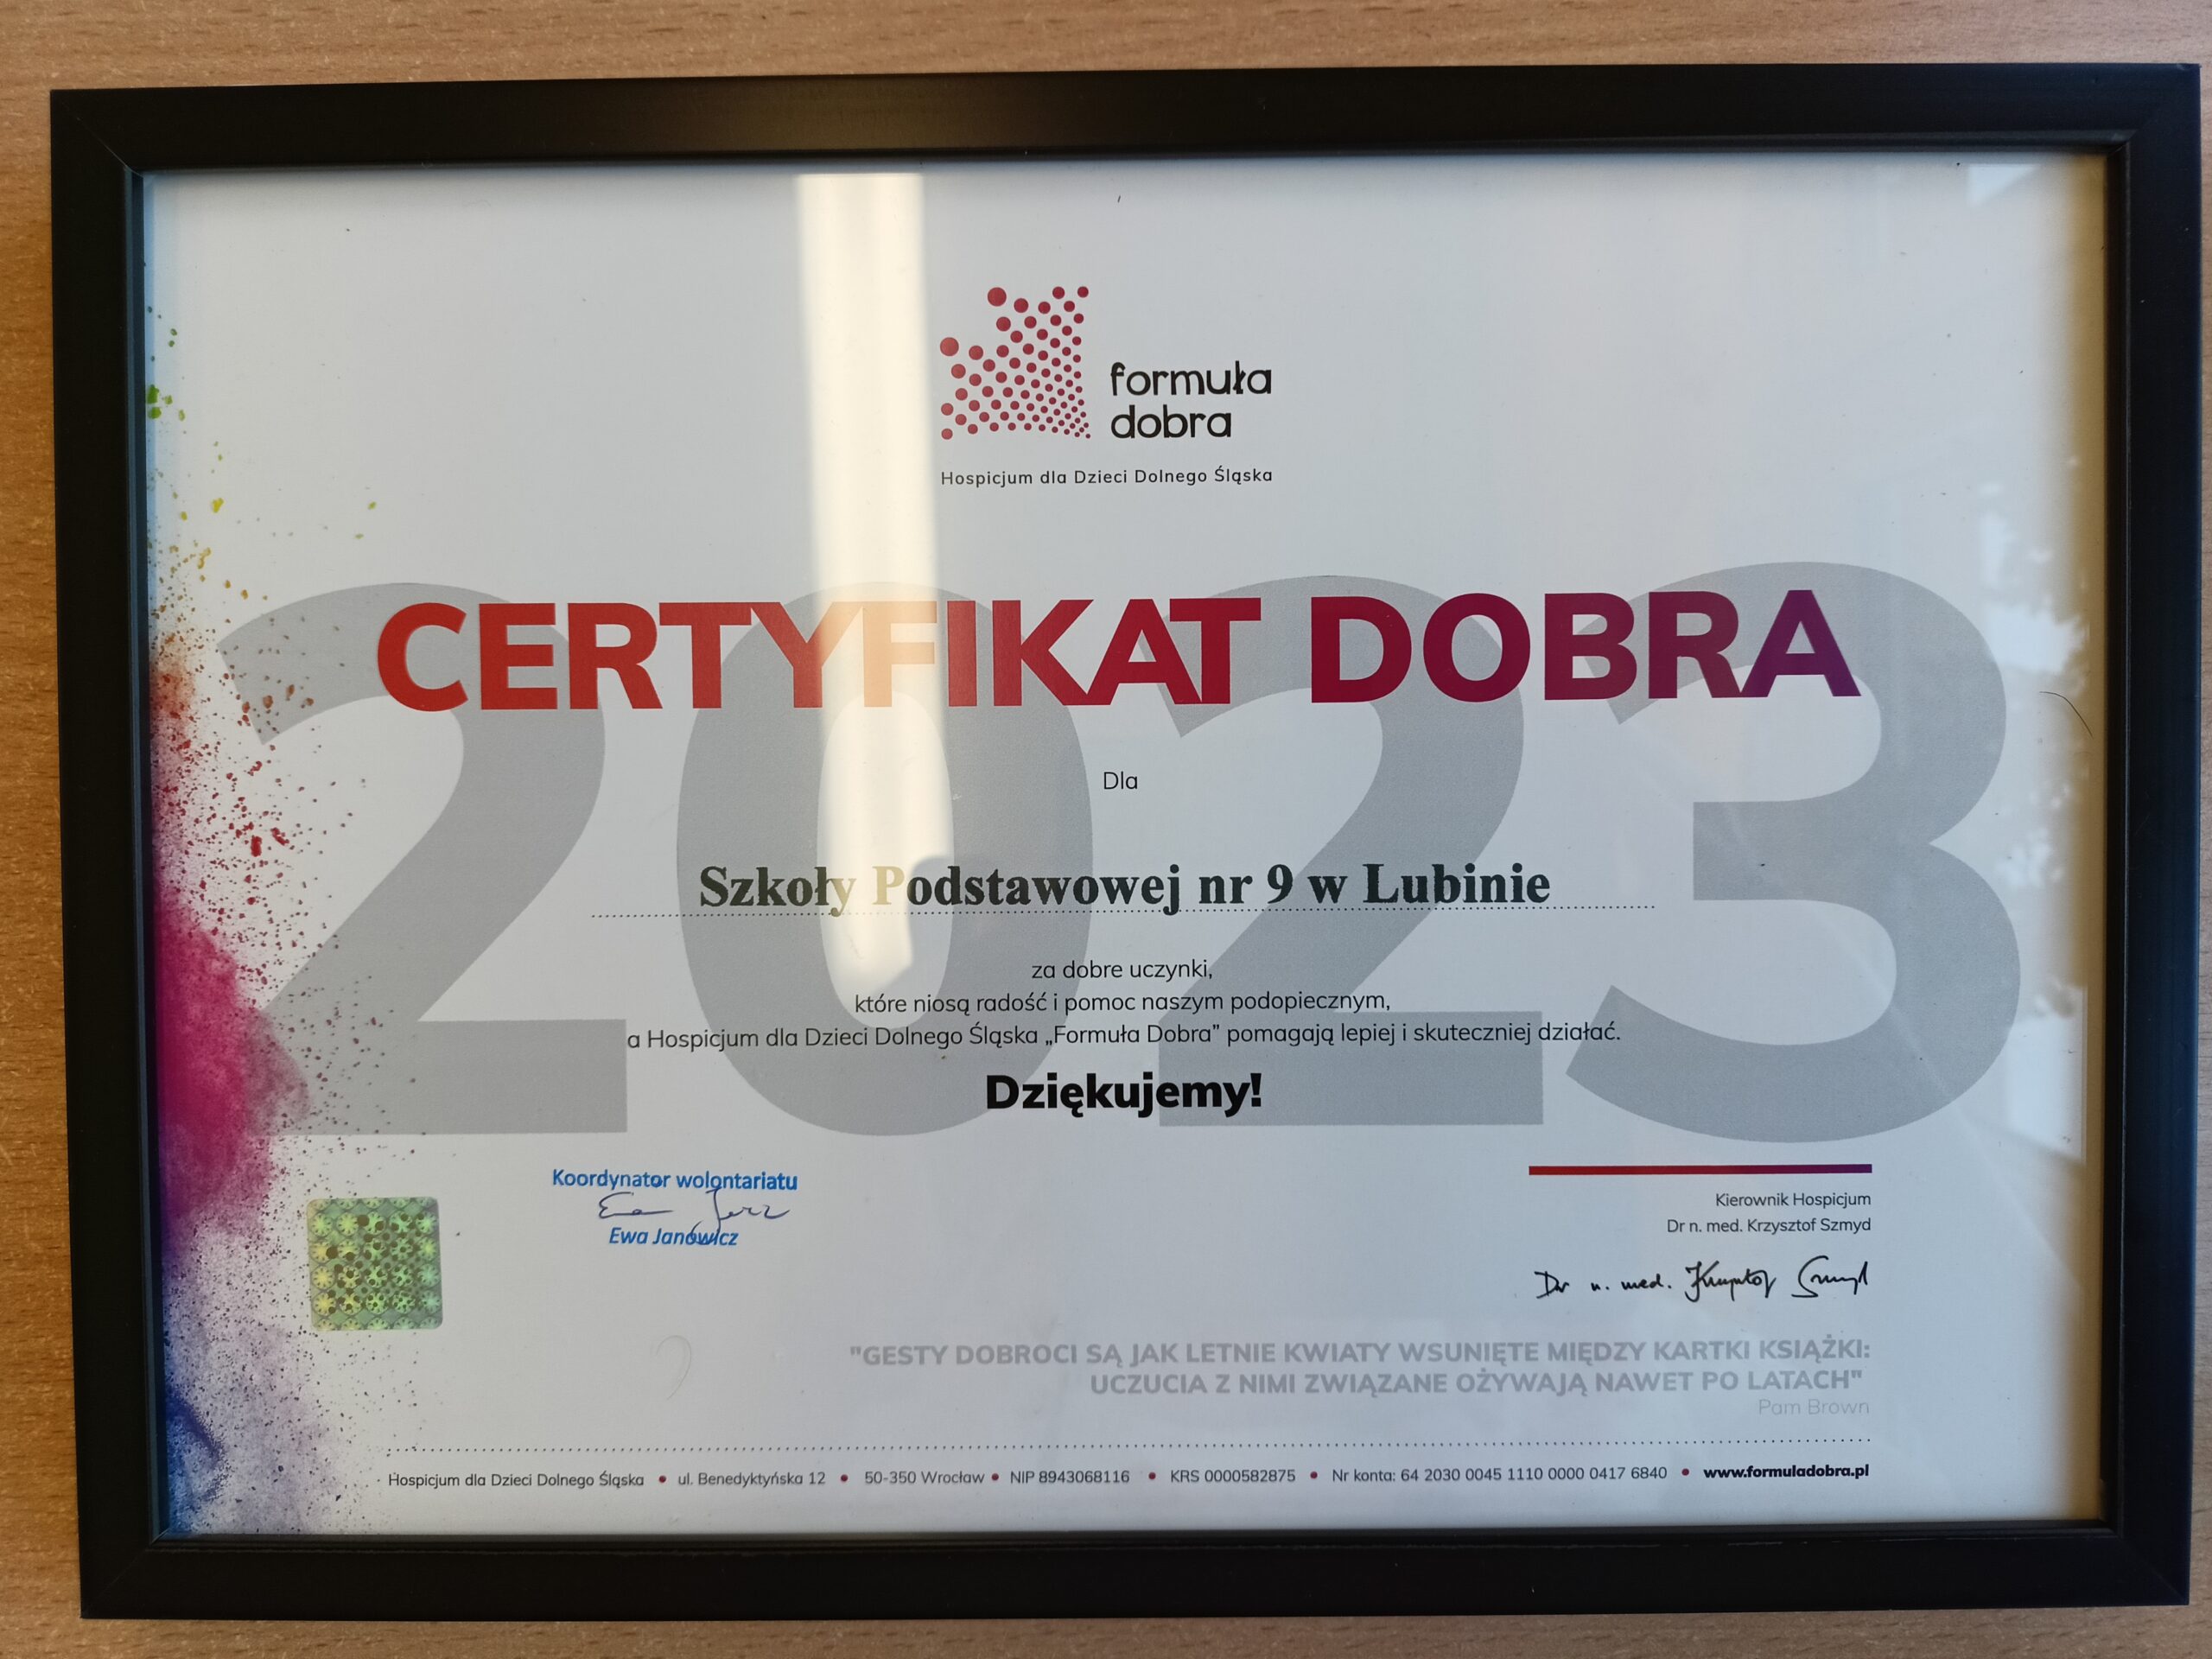 formuła
dobra
Hospicjum dla Dzieci Dolnego Śląska
2023
CERTYFIKAT DOBRA
Dla
Szkoły Podstawowej nr 9 w Lubinie
za dobre uczynki,
które niosą radość i pomoc naszym podopiecznym,
a Hospicjum dla Dzieci Dolnego Śląska „Formuła Dobra” pomagają lepiej i skuteczniej działać.
Dziękujemy!
Koordynator wolontariatu
Ewa Janowicz
Kierownik Hospicjum
Dr n. med. Krzysztof Szmyd
Dr n. med. Krzysztof Szmyd
"GESTY DOBROCI SĄ JAK LETNIE KWIATY WSUNIĘTE MIĘDZY KARTKI KSIĄŻKI:
UCZUCIA Z NIMI ZWIĄZANE OŻYWAJĄ NAWET PO LATACH"
Pam Brown
Hospicjum dla Dzieci Dolnego Śląska • ul. Benedyktyńska 12 • 50-350 Wrocław • NIP 8943068116 • KRS 0000582875 • Nr konta: 64 2030 0045 1110 0000 0417 6840 • www.formuladobra.pl